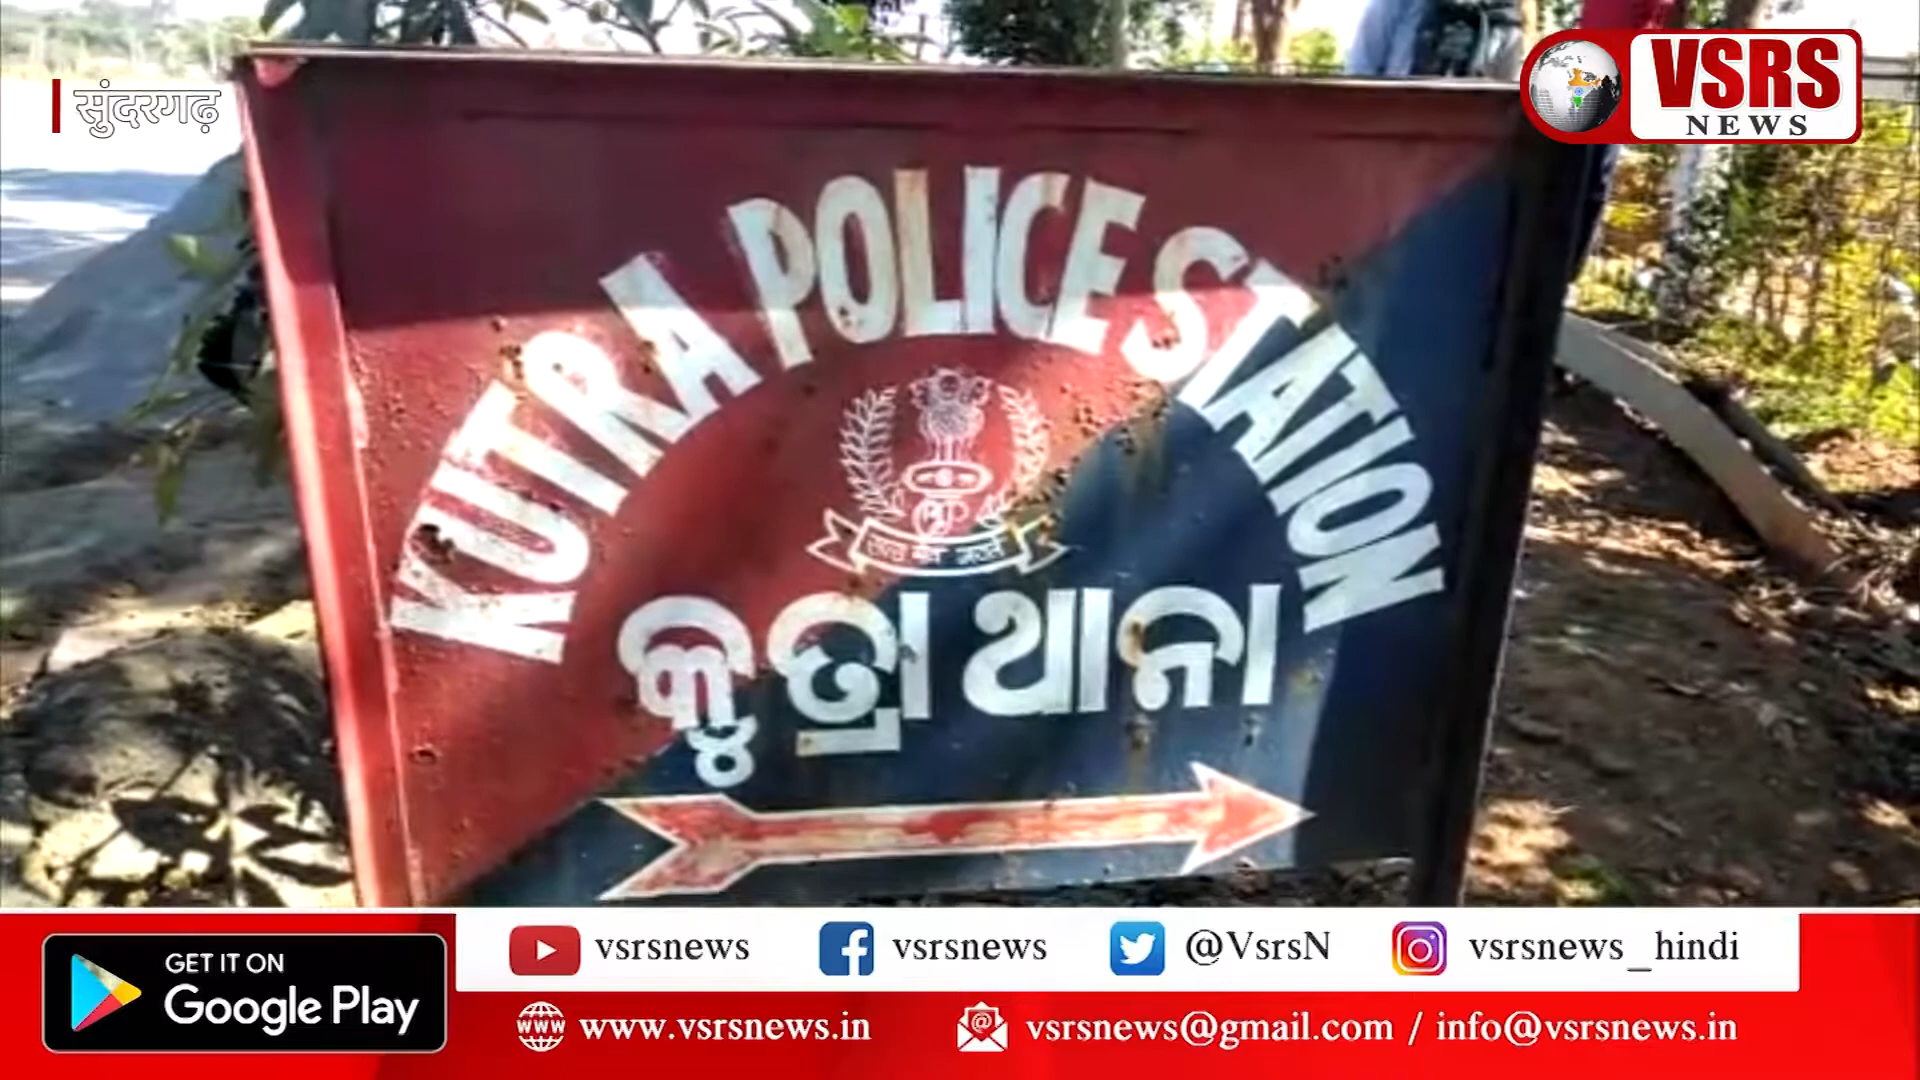 सुंदरगढ़
VSRS
NEWS
KUTRA POLICE STATION
କୁତ୍ରା ଥାନା
GET IT ON
Google Play
vsrsnews
vsrsnews
@VsrsN
vsrsnews_hindi
www.vsrsnews.in
vsrsnews@gmail.com / info@vsrsnews.in